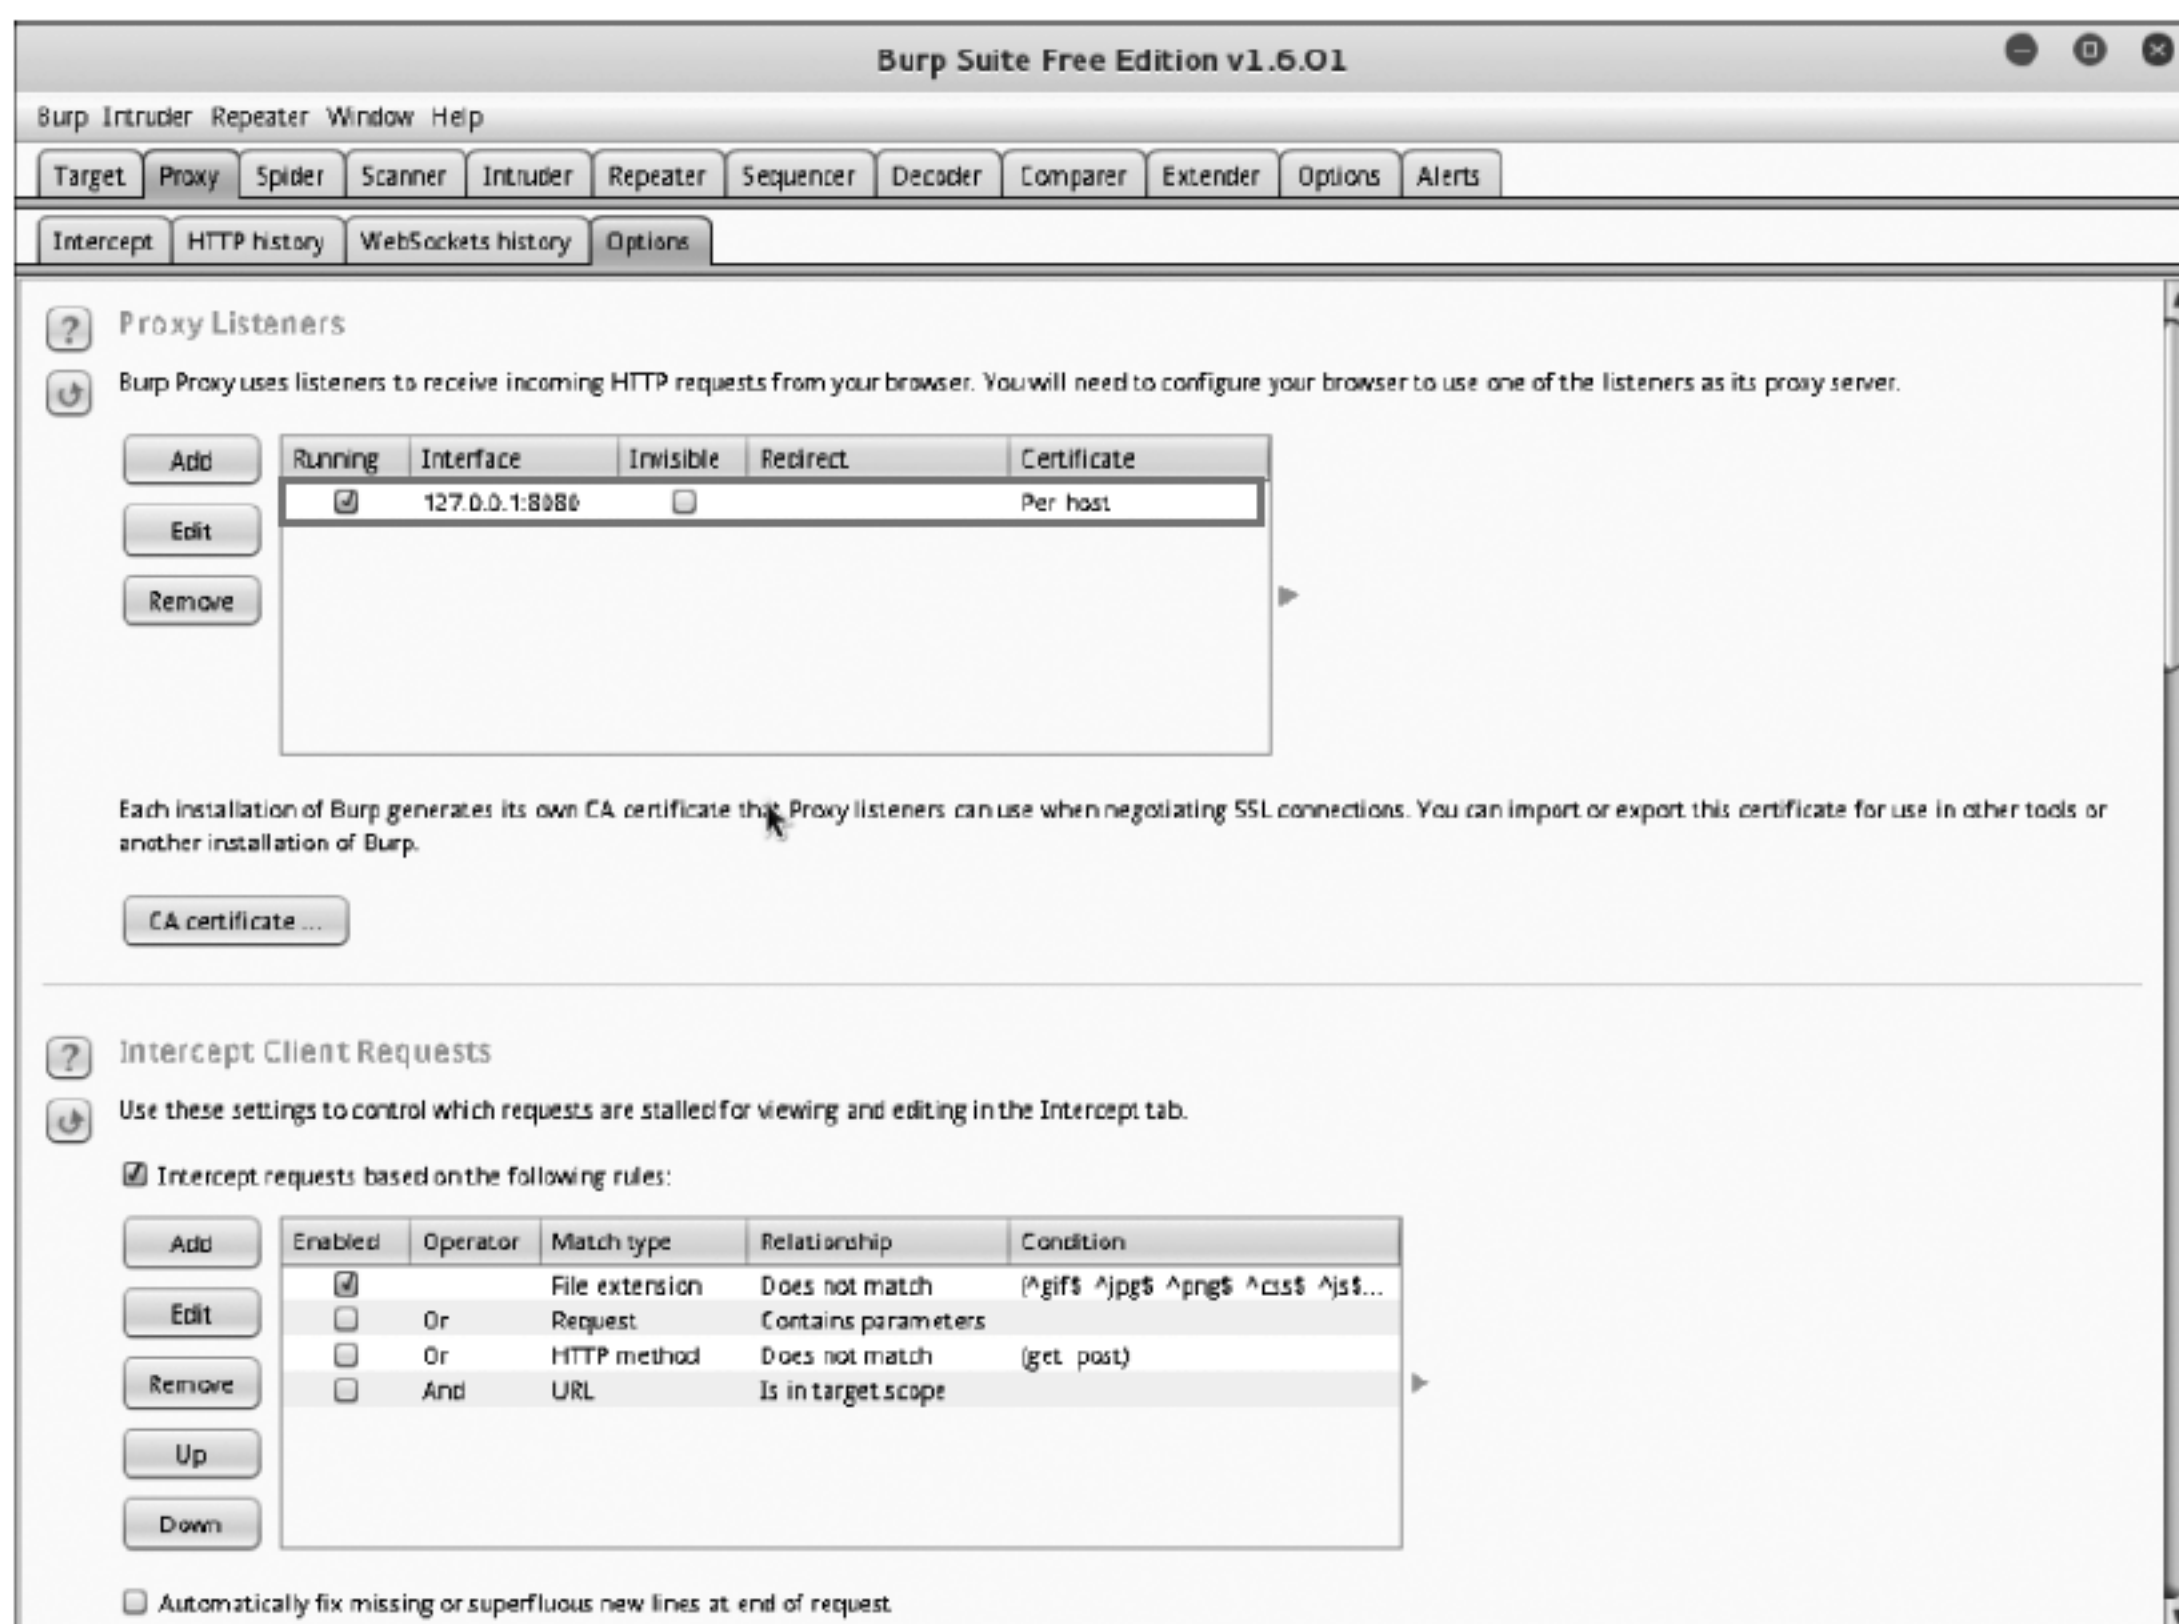 Burp Suite Free Edition v1.6.01
Burp Intruder Repeater Window Help
Target Proxy Spider Scanner Intruder Repeater Sequencer Decoder Comparer Extender Options Alerts
Intercept HTTP history WebSockets history Options
? Proxy Listeners
Burp Proxy uses listeners to receive incoming HTTP requests from your browser. You will need to configure your browser to use one of the listeners as its proxy server.
Add
Edit
Remove
Running Interface Invisible Redirect Certificate
127.0.0.1:8080 Per host
Each installation of Burp generates its own CA certificate that Proxy listeners can use when negotiating SSL connections. You can import or export this certificate for use in other tools or
another installation of Burp.
CA certificate ...
? Intercept Client Requests
Use these settings to control which requests are stalled for viewing and editing in the Intercept tab.
Intercept requests based on the following rules:
Add
Edit
Remove
Up
Down
Enabled Operator Match type Relationship Condition
File extension Does not match (^gif$ ^jpg$ ^png$ ^css$ ^js$...
Or Request Contains parameters
Or HTTP method Does not match (get post)
And URL Is in target scope
Automatically fix missing or superfluous new lines at end of request